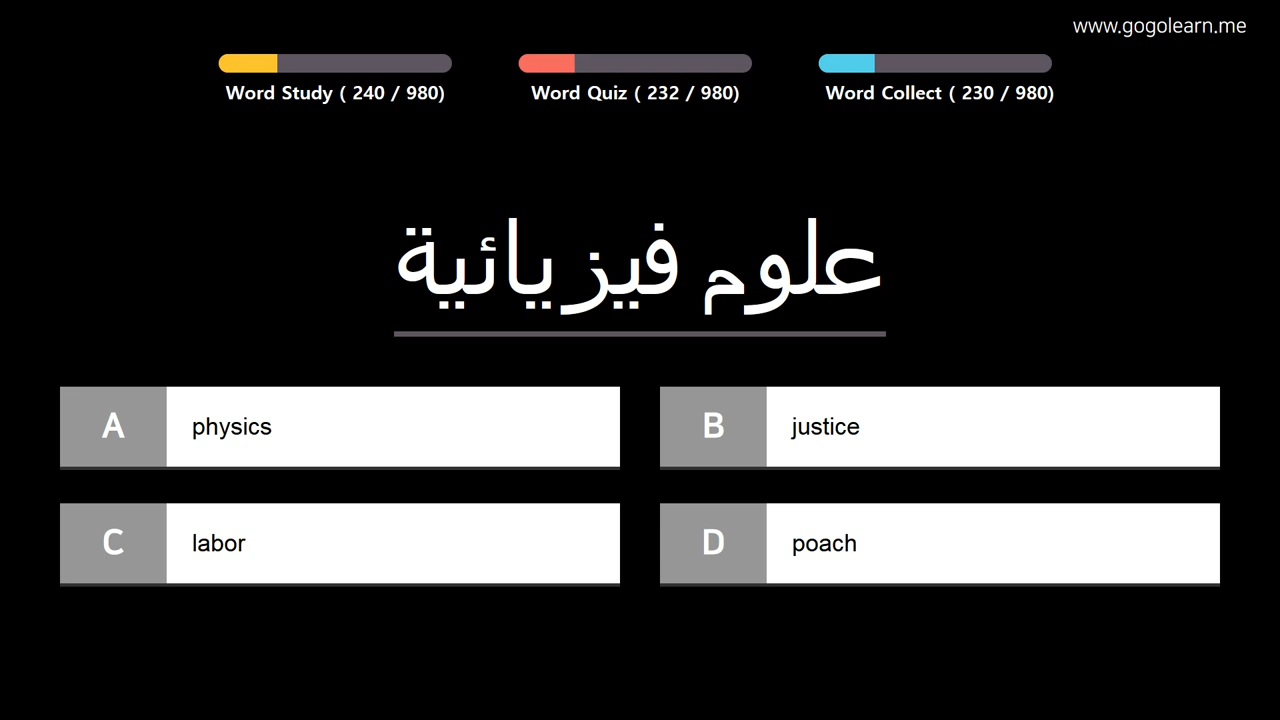 www.gogolearn.me
Word Study ( 240 / 980)
Word Quiz ( 232 / 980)
Word Collect ( 230 / 980)
علوم فيزيائية
A physics
B justice
C labor
D poach